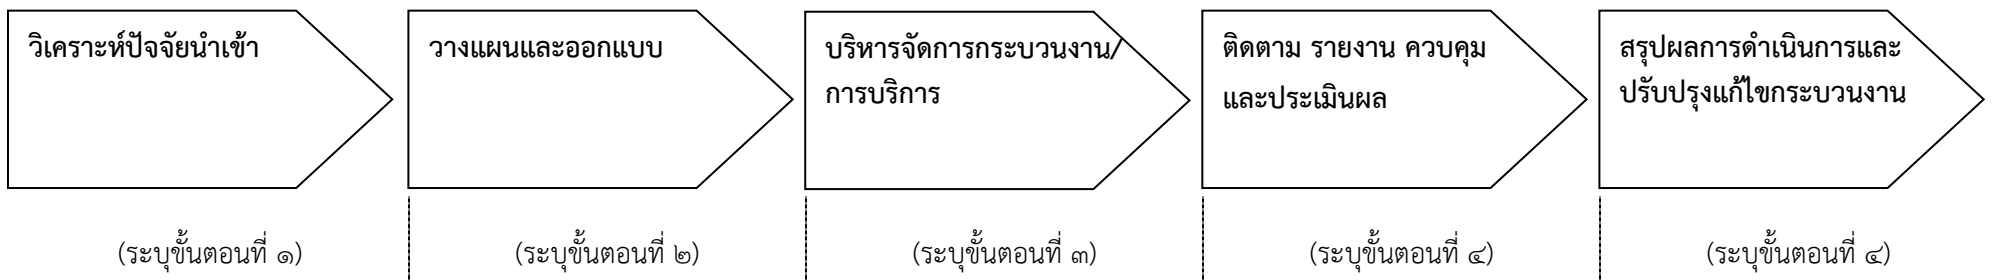 วิเคราะห์ปัจจัยนำเข้า
วางแผนและออกแบบ
บริหารจัดการกระบวนงาน/
การบริการ
ติดตาม รายงาน ควบคุม
และประเมินผล
สรุปผลการดำเนินการและ
ปรับปรุงแก้ไขกระบวนงาน
(ระบุขั้นตอนที่ ๑)
(ระบุขั้นตอนที่ ๒)
(ระบุขั้นตอนที่ ๓)
(ระบุขั้นตอนที่ ๔)
(ระบุขั้นตอนที่ ๔)